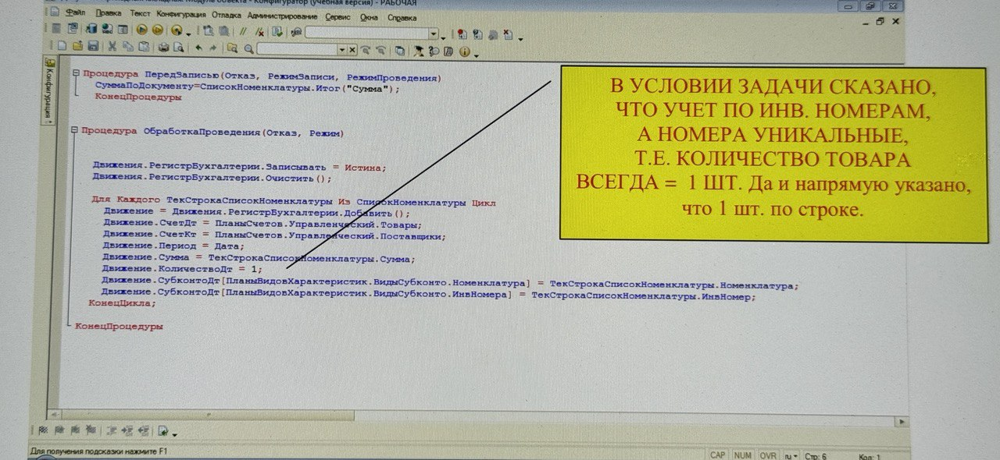 Конфигуратор (учебная версия) - РАБОЧАЯ
Файл Правка Текст Конфигурация Отладка Администрирование Сервис Окна Справка
Конфигурация
Процедура ПередЗаписью(Отказ, РежимЗаписи, РежимПроведения)
СуммаПоДокументу=СписокНоменклатуры.Итог("Сумма");
КонецПроцедуры
Процедура ОбработкаПроведения(Отказ, Режим)
Движения.РегистрБухгалтерии.Записывать = Истина;
Движения.РегистрБухгалтерии.Очистить();
Для Каждого ТекСтрокаСписокНоменклатуры Из СписокНоменклатуры Цикл
Движение = Движения.РегистрБухгалтерии.Добавить();
Движение.СчетДт = ПланыСчетов.Управленческий.Товары;
Движение.СчетКт = ПланыСчетов.Управленческий.Поставщики;
Движение.Период = Дата;
Движение.Сумма = ТекСтрокаСписокНоменклатуры.Сумма;
Движение.КоличествоДт = 1;
Движение.СубконтоДт[ПланыВидовХарактеристик.ВидыСубконто.Номенклатура] = ТекСтрокаСписокНоменклатуры.Номенклатура;
Движение.СубконтоДт[ПланыВидовХарактеристик.ВидыСубконто.ИнвНомера] = ТекСтрокаСписокНоменклатуры.ИнвНомер;
КонецЦикла;
КонецПроцедуры
В УСЛОВИИ ЗАДАЧИ СКАЗАНО,
ЧТО УЧЕТ ПО ИНВ. НОМЕРАМ,
А НОМЕРА УНИКАЛЬНЫЕ,
Т.Е. КОЛИЧЕСТВО ТОВАРА
ВСЕГДА = 1 ШТ. Да и напрямую указано,
что 1 шт. по строке.
Для получения подсказки нажмите F1
CAP NUM OVR ru Стр: 6 Кол: 1